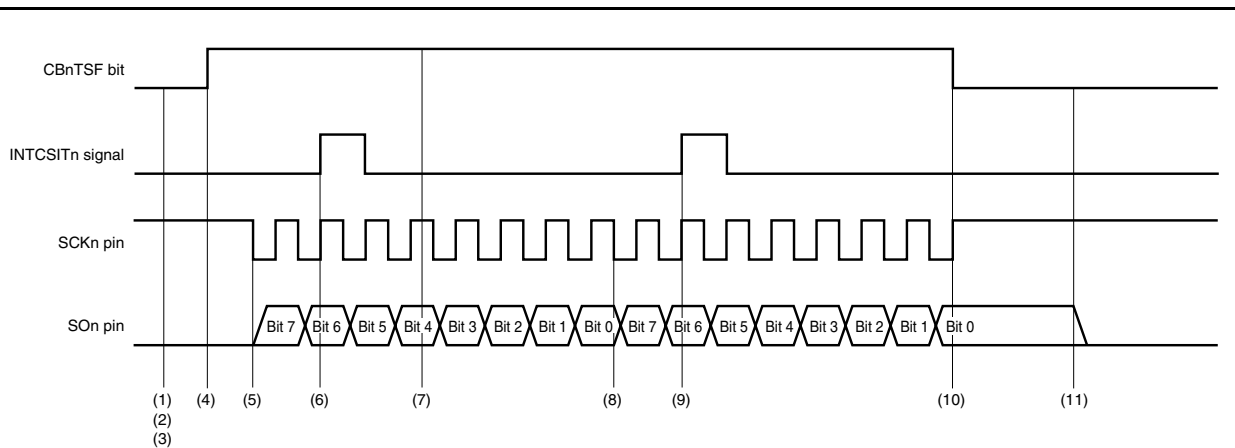 CBnTSF bit
INTCSITn signal
SCKn pin
SOn pin
Bit 7 Bit 6 Bit 5 Bit 4 Bit 3 Bit 2 Bit 1 Bit 0 Bit 7 Bit 6 Bit 5 Bit 4 Bit 3 Bit 2 Bit 1 Bit 0
(1) (4) (5) (6) (7) (8) (9) (10) (11)
(2)
(3)